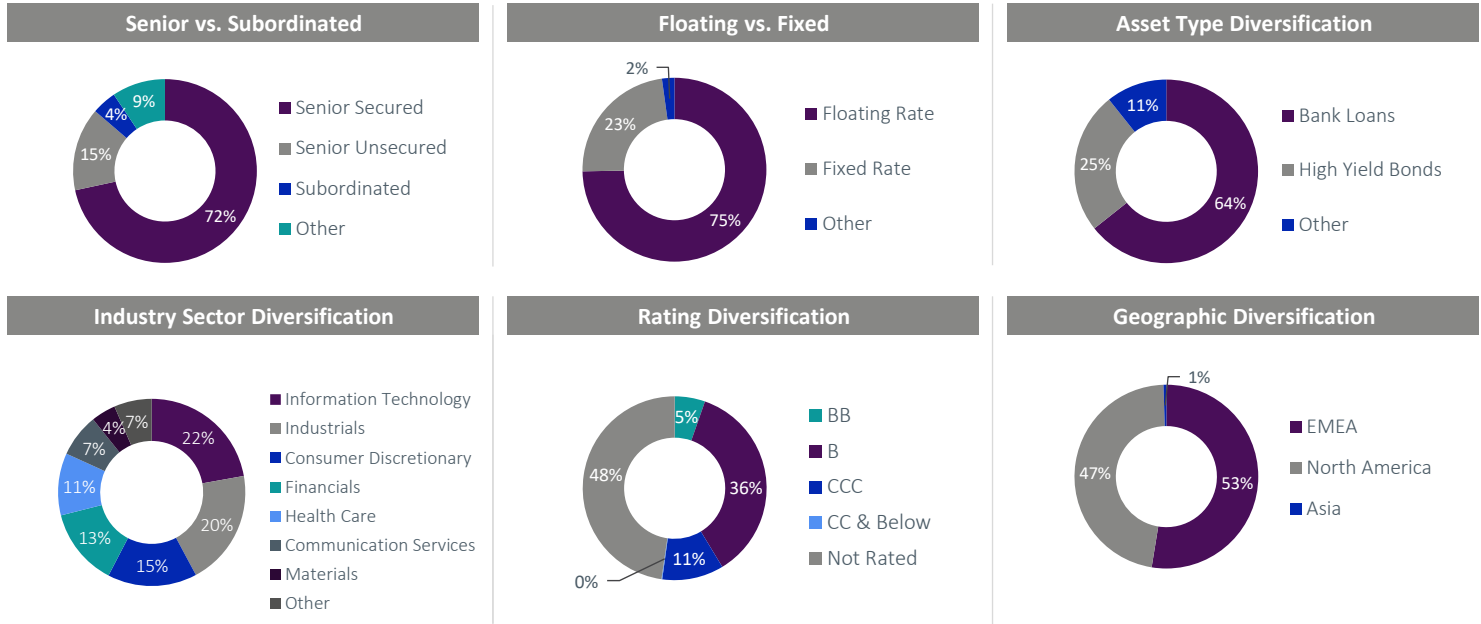 Senior vs. Subordinated
9%
4%
15%
72%
Senior Secured
Senior Unsecured
Subordinated
Other
Floating vs. Fixed
2%
23%
75%
Floating Rate
Fixed Rate
Other
Asset Type Diversification
11%
25%
64%
Bank Loans
High Yield Bonds
Other
Industry Sector Diversification
7%
4%
22%
7%
11%
20%
13%
15%
Information Technology
Industrials
Consumer Discretionary
Financials
Health Care
Communication Services
Materials
Other
Rating Diversification
5%
48%
36%
11%
0%
BB
B
CCC
CC & Below
Not Rated
Geographic Diversification
1%
47%
53%
EMEA
North America
Asia